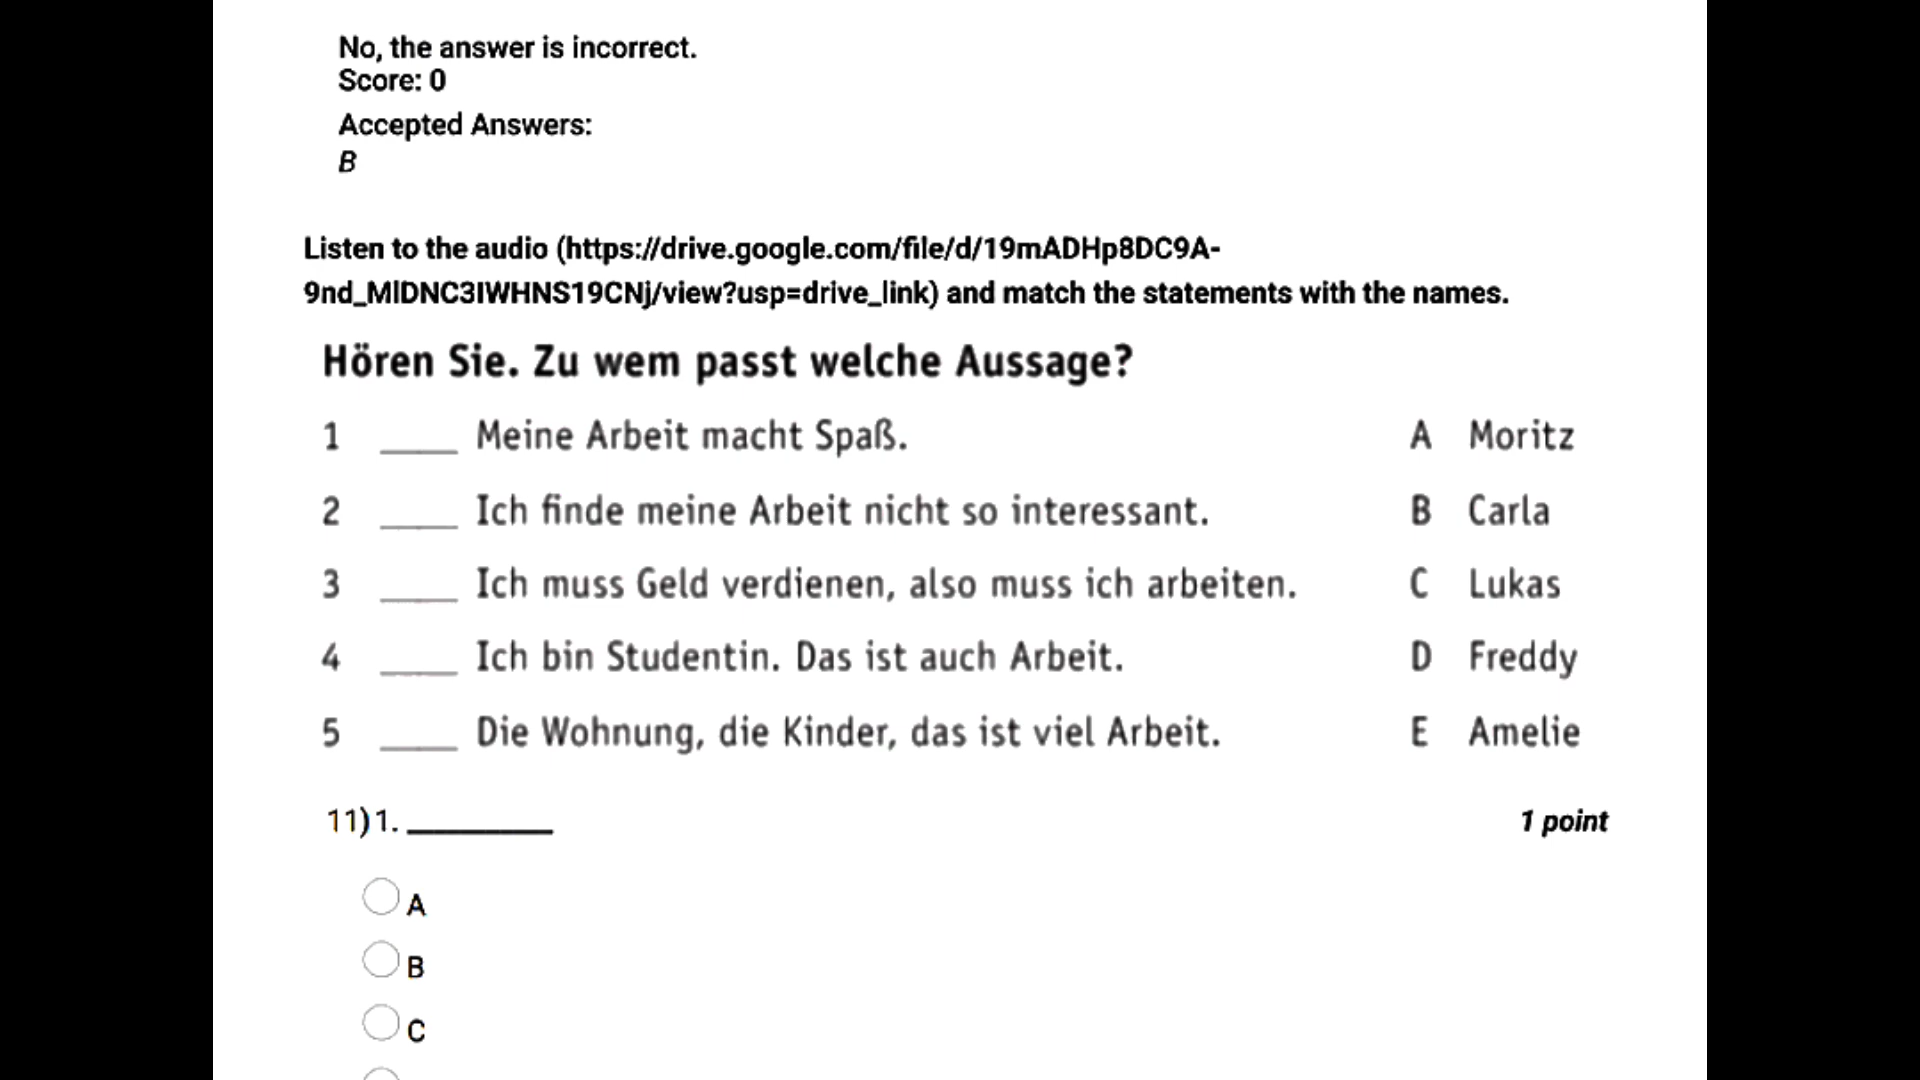 No, the answer is incorrect.
Score: 0
Accepted Answers:
B
Listen to the audio (https://drive.google.com/file/d/19mADHp8DC9A-
9nd_MlDNC3IWHNS19CNj/view?usp=drive_link) and match the statements with the names.
Hören Sie. Zu wem passt welche Aussage?
1 ____ Meine Arbeit macht Spaß. A Moritz
2 ____ Ich finde meine Arbeit nicht so interessant. B Carla
3 ____ Ich muss Geld verdienen, also muss ich arbeiten. C Lukas
4 ____ Ich bin Studentin. Das ist auch Arbeit. D Freddy
5 ____ Die Wohnung, die Kinder, das ist viel Arbeit. E Amelie
11) 1. _________ 1 point
A
B
C